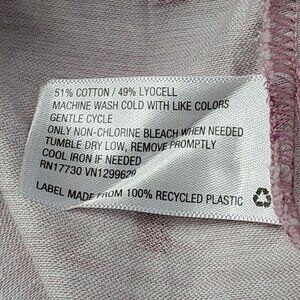 51% COTTON / 49% LYOCELL
MACHINE WASH COLD WITH LIKE COLORS
GENTLE CYCLE
ONLY NON-CHLORINE BLEACH WHEN NEEDED
TUMBLE DRY LOW, REMOVE PROMPTLY
COOL IRON IF NEEDED
RN17730 VN1299629
LABEL MADE FROM 100% RECYCLED PLASTIC